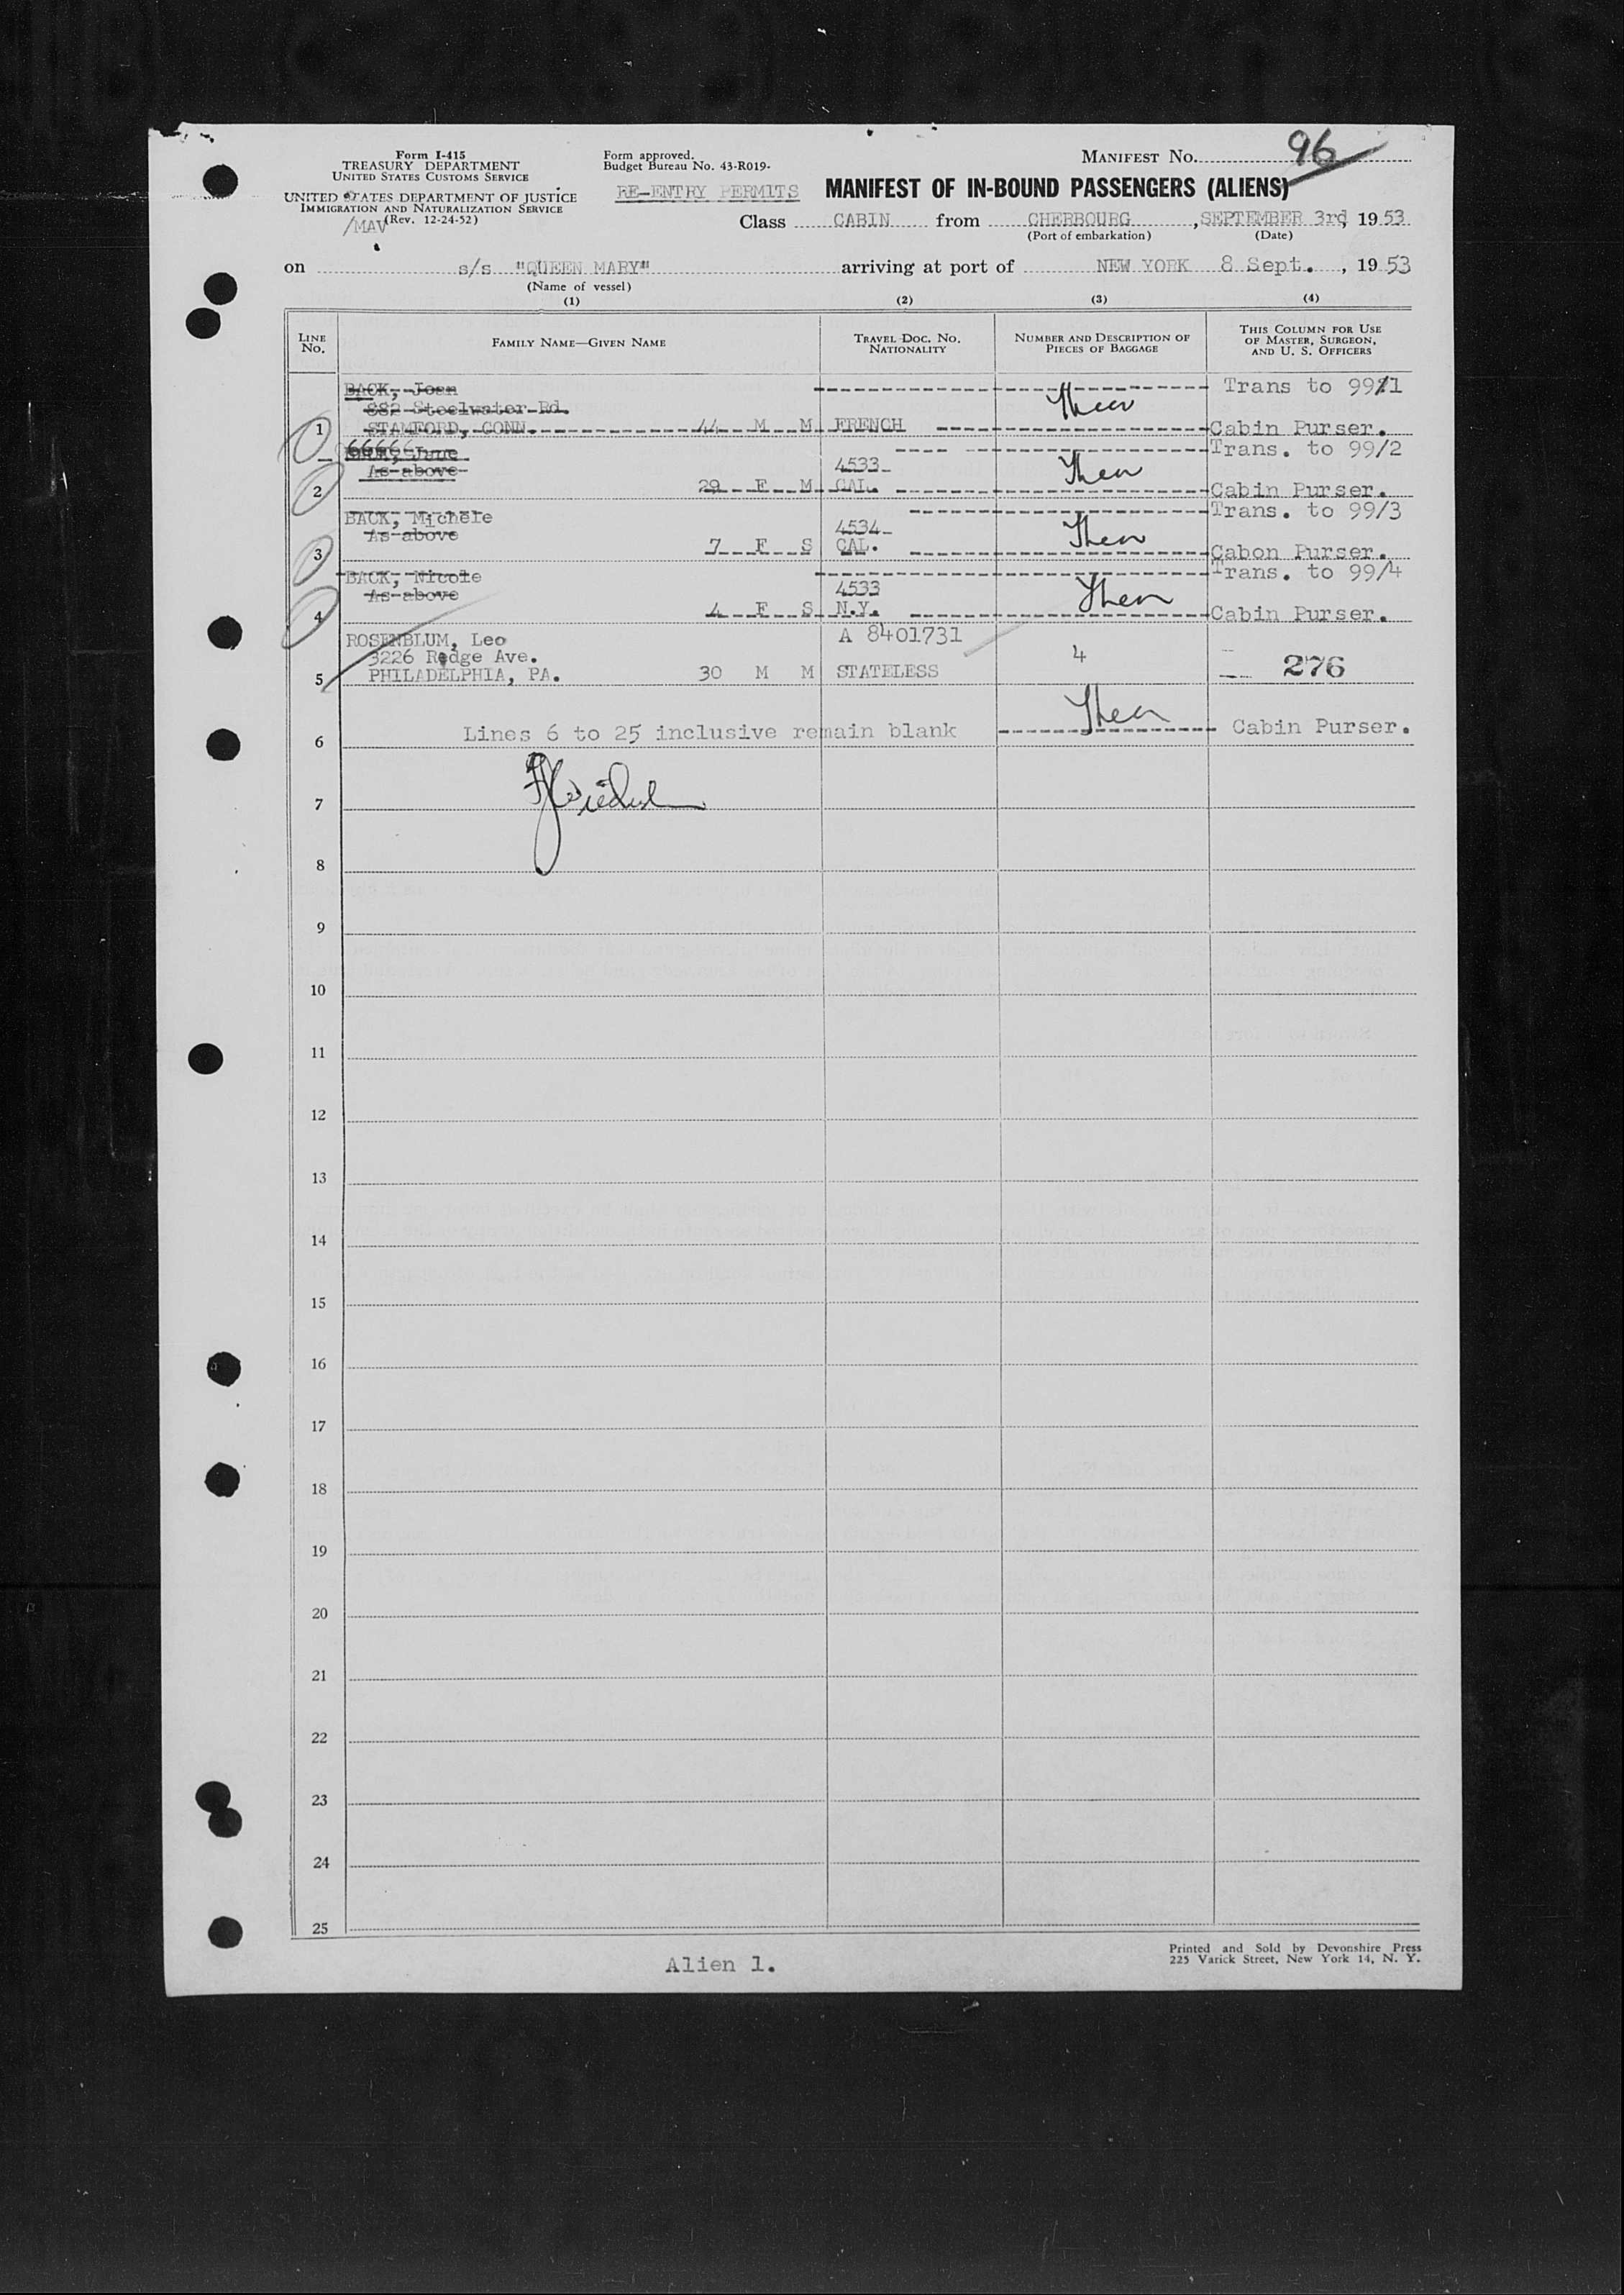 Form I-415
TREASURY DEPARTMENT
UNITED STATES CUSTOMS SERVICE
UNITED STATES DEPARTMENT OF JUSTICE
IMMIGRATION AND NATURALIZATION SERVICE
(Rev. 12-24-52)
/MAV
Form approved.
Budget Bureau No. 43-R019-
MANIFEST NO. 96
RE-ENTRY PERMITS MANIFEST OF IN-BOUND PASSENGERS (ALIENS)
Class CABIN from CHERBOURG, SEPTEMBER 3rd, 1953
(Port of embarkation) (Date)
on s/s "QUEEN MARY" arriving at port of NEW YORK 8 Sept., 1953
(Name of vessel)
(1) (2) (3) (4)
LINE NO. FAMILY NAME—GIVEN NAME TRAVEL DOC. NO. NATIONALITY NUMBER AND DESCRIPTION OF PIECES OF BAGGAGE THIS COLUMN FOR USE OF MASTER, SURGEON, AND U. S. OFFICERS
BACK, Trans to 99/1
STAMFORD, CONN. 44 M M FRENCH Cabin Purser.
1
BACK, Jane Trans. to 99/2
As above 4533
2 29 F M CAL. Cabin Purser.
BACK, Michele Trans. to 99/3
As above 4534
3 7 F S CAL. Cabon Purser.
BACK, Nicole Trans. to 99/4
As above 4533
4 4 F S N.Y. Cabin Purser.
ROSENBLUM, Leo A 8401731
3226 Ridge Ave. 4
5 PHILADELPHIA, PA. 30 M M STATELESS 276
6 Lines 6 to 25 inclusive remain blank Cabin Purser.
7
8
9
10
11
12
13
14
15
16
17
18
19
20
21
22
23
24
25
Alien 1.
Printed and Sold by Devonshire Press
225 Varick Street, New York 14, N. Y.